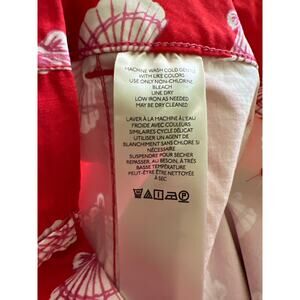 MACHINE WASH COLD GENTLE
WITH LIKE COLORS
USE ONLY NON-CHLORINE
BLEACH
LINE DRY
LOW IRON AS NEEDED
MAY BE DRY CLEANED
LAVER À LA MACHINE À L'EAU
FROIDE AVEC COULEURS
SIMILAIRES CYCLE DÉLICAT
UTILISER UN AGENT DE
BLANCHIMENT SANS CHLORE SI
NÉCESSAIRE
SUSPENDRE POUR SÉCHER
REPASSER, AU BESOIN, À TRÈS
BASSE TEMPÉRATURE
PEUT-ÊTRE ÊTRE NETTOYÉE
À SEC